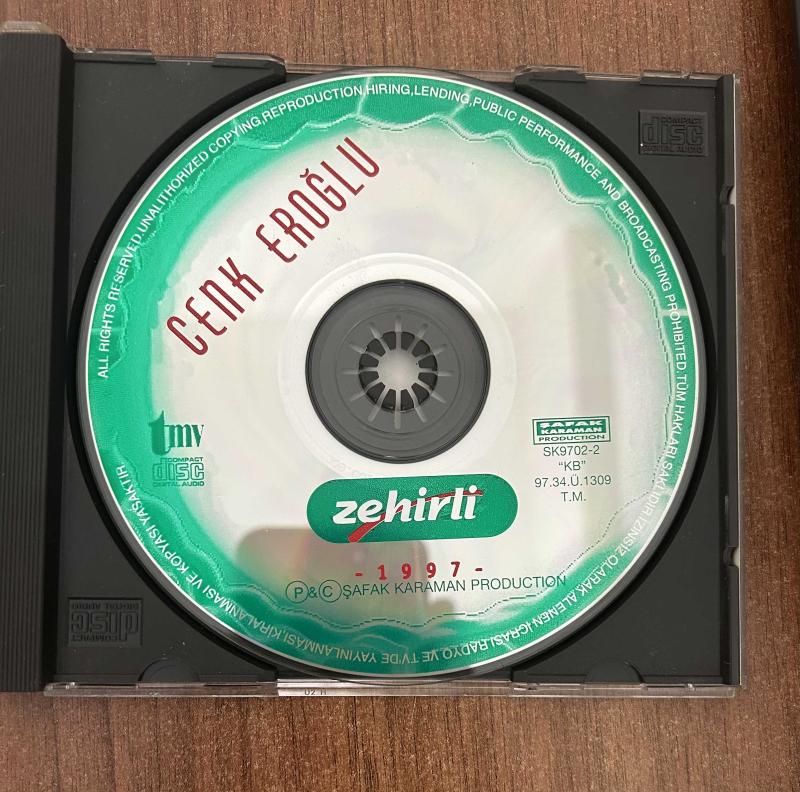 ALL RIGHTS RESERVED.UNAUTHORIZED COPYING,REPRODUCTION,HIRING,LENDING,PUBLIC PERFORMANCE AND BROADCASTING PROHIBITED.TÜM HAKLARI SAKLIDIR İZİNSİZ OLARAK ALENEN İCRASI RADYO VE TVDE YAYINLANMASI,KİRALANMASI VE KOPYASI YASAKTIR
CENK EROĞLU
COMPACT
disc
DIGITAL AUDIO
tmv
COMPACT
disc
DIGITAL AUDIO
ŞAFAK
KARAMAN
PRODUCTION
SK9702-2
"KB"
97.34.Ü.1309
T.M.
zehirli
- 1997 -
P&C ŞAFAK KARAMAN PRODUCTION
COMPACT
disc
DIGITAL AUDIO